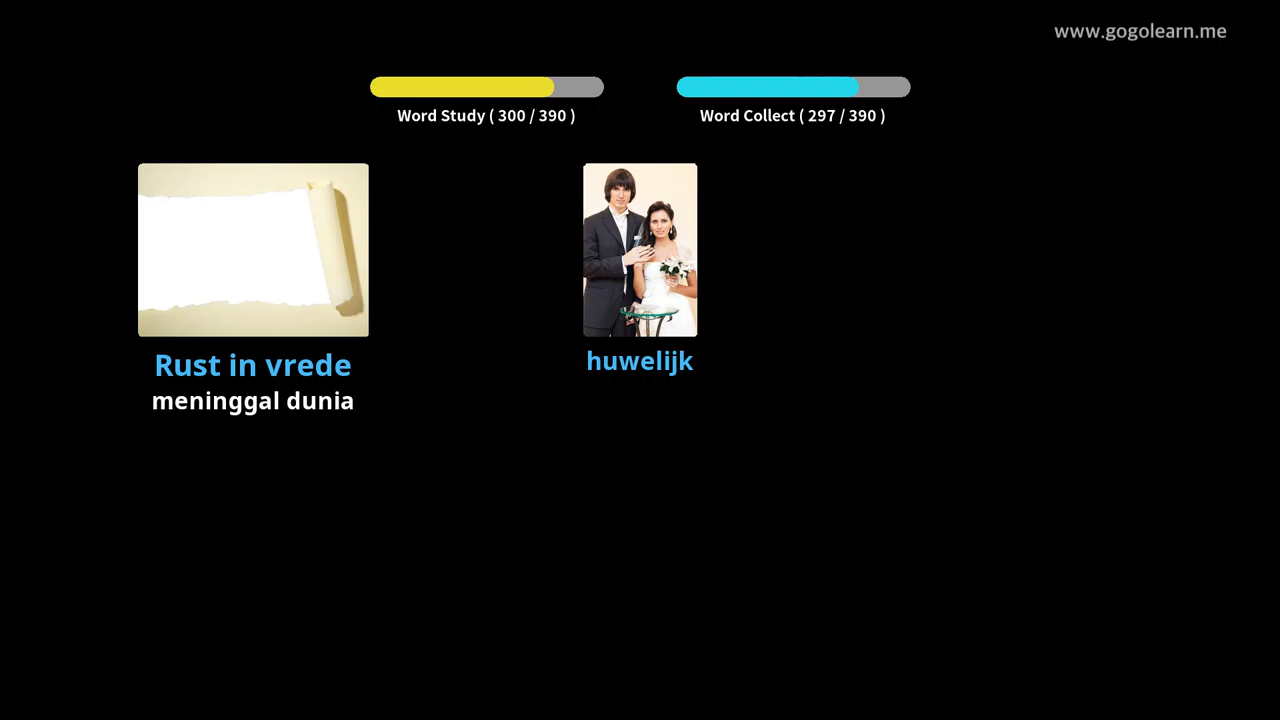 www.gogolearn.me
Word Study ( 300 / 390 )
Word Collect ( 297 / 390 )
Rust in vrede
meninggal dunia
huwelijk